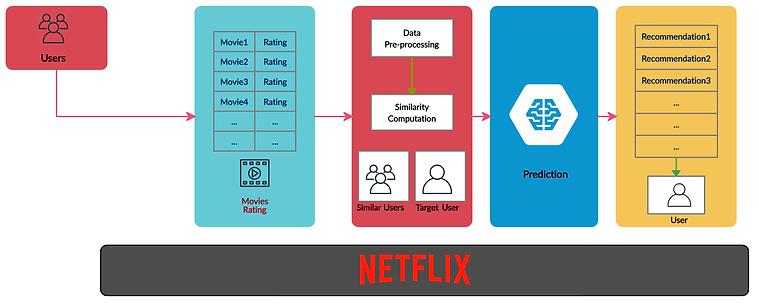 Users
Movie1 Rating
Movie2 Rating
Movie3 Rating
Movie4 Rating
... ...
... ...
Movies
Rating
Data
Pre-processing
Similarity
Computation
Similar Users Target User
Prediction
Recommendation1
Recommendation2
Recommendation3
...
...
...
User
NETFLIX